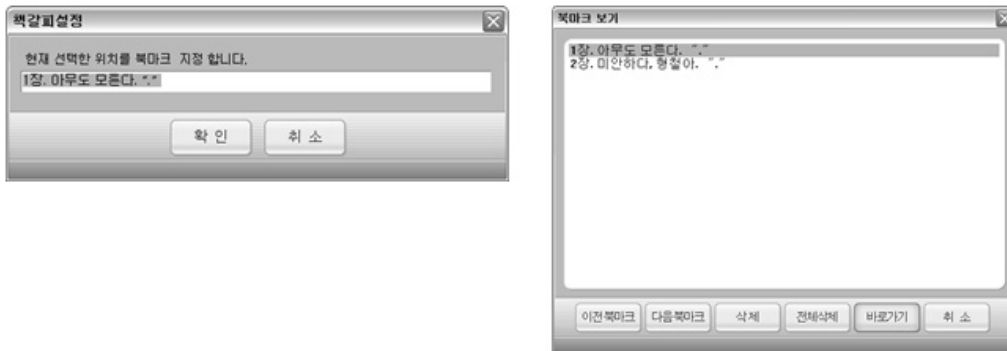 책갈피설정
현재 선택한 위치를 북마크 지정 합니다.
1장. 아무도 모른다. "."
확 인
취 소
북마크 보기
1장. 아무도 모른다. "."
2장. 미안하다, 형철아. "."
이전북마크
다음북마크
삭제
전체삭제
바로가기
취 소